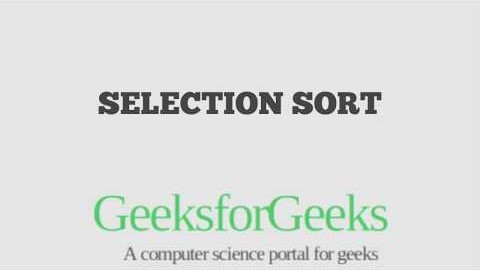 SELECTION SORT
GeeksforGeeks
A computer science portal for geeks